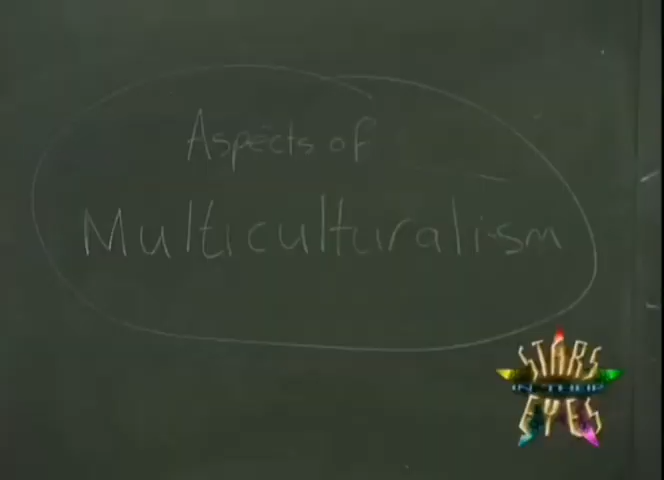 Aspects of
Multiculturalism
STARS
IN THEIR
EYES